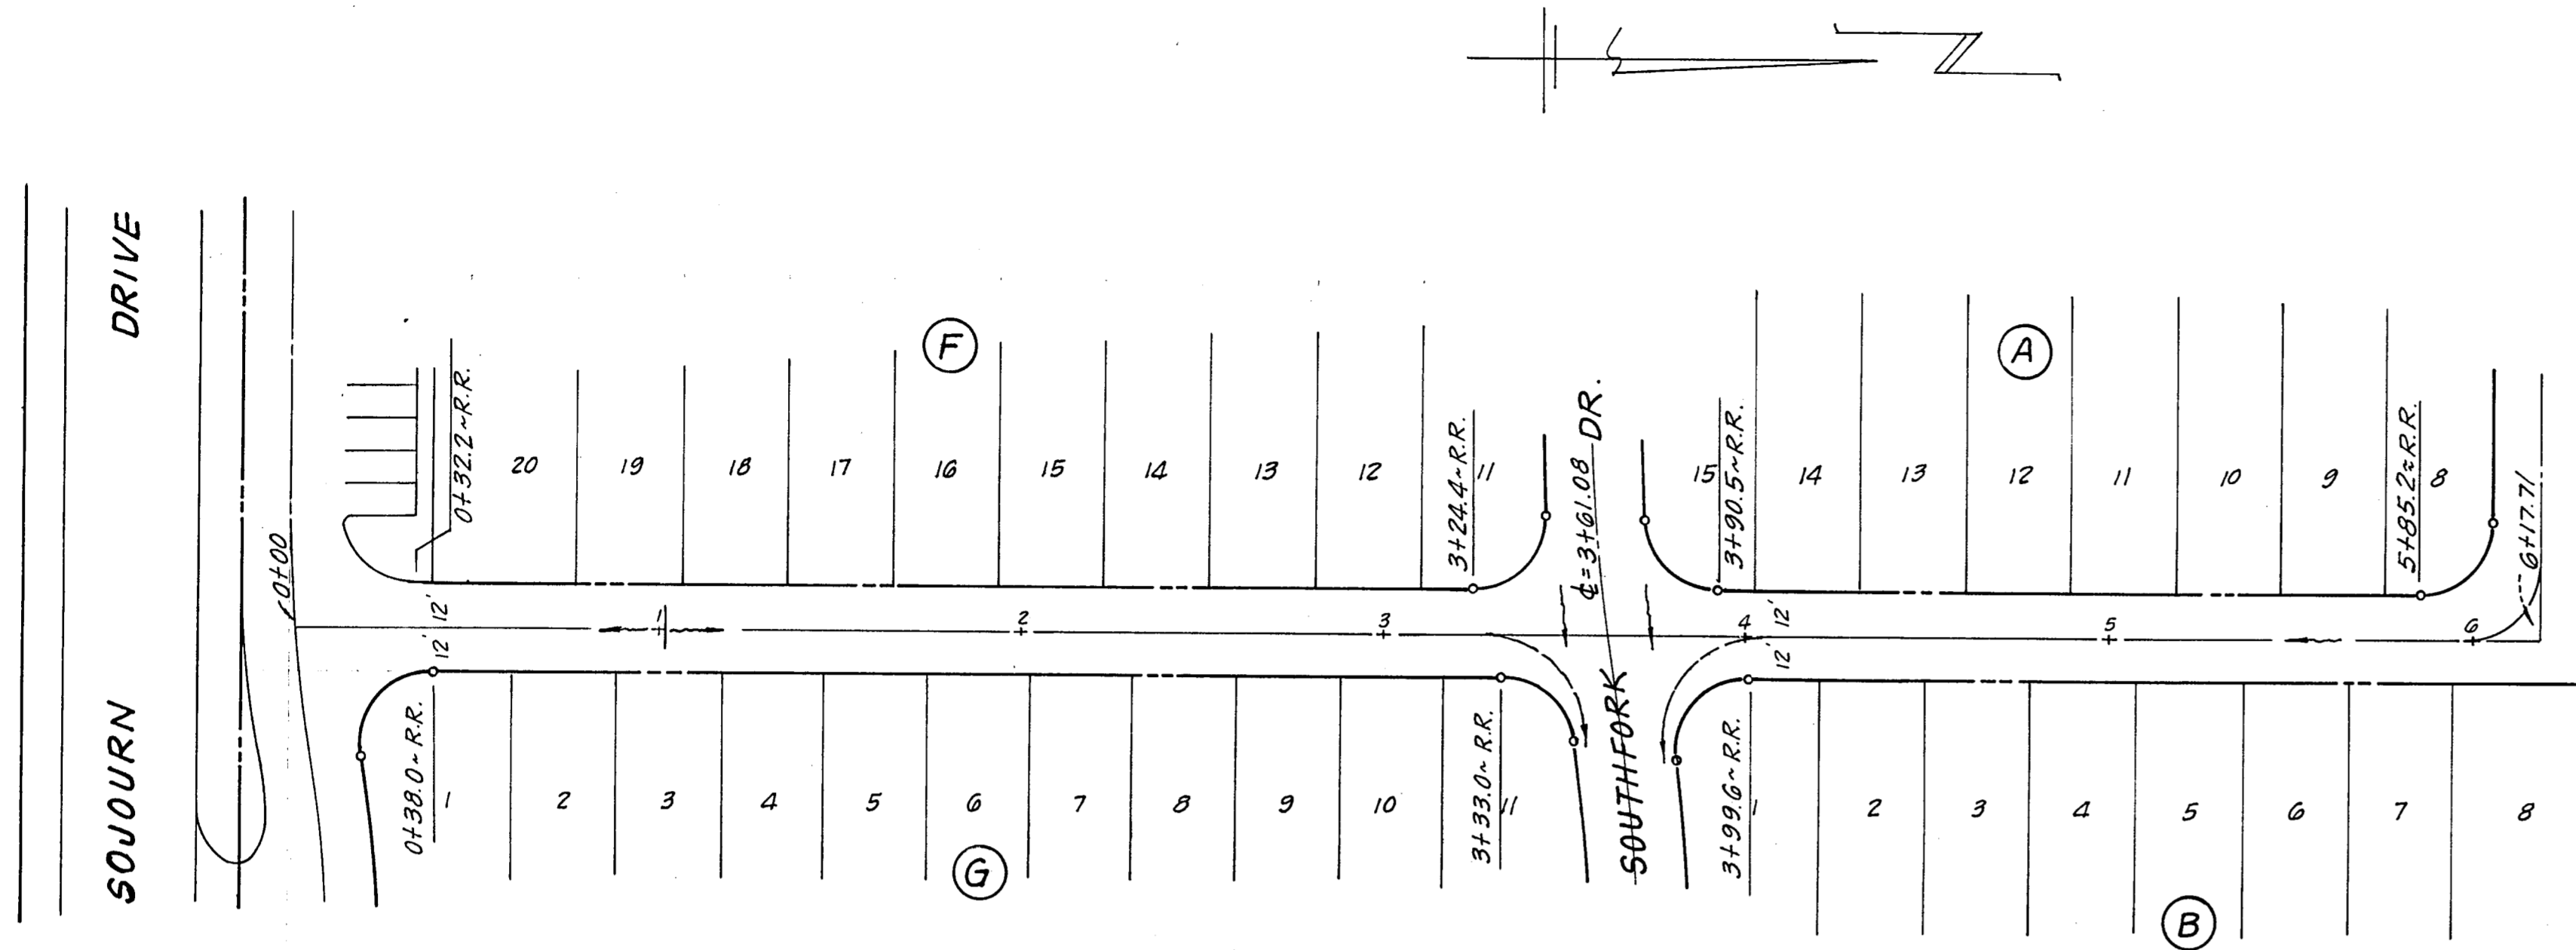 N
SOJOURN DRIVE
0+00
0+32.2~R.R.
F
20 19 18 17 16 15 14 13 12 11
3+24.4~R.R.
℄=3+61.08
SOUTHFORK DR.
A
15 14 13 12 11 10 9 8
3+90.5~R.R.
5+85.2~R.R.
6+17.71
12' 12'
1 2 3 4 5 6
12' 12'
0+38.0~R.R.
1 2 3 4 5 6 7 8 9 10 11
G
3+33.0~R.R.
3+99.6~R.R.
1 2 3 4 5 6 7 8
B